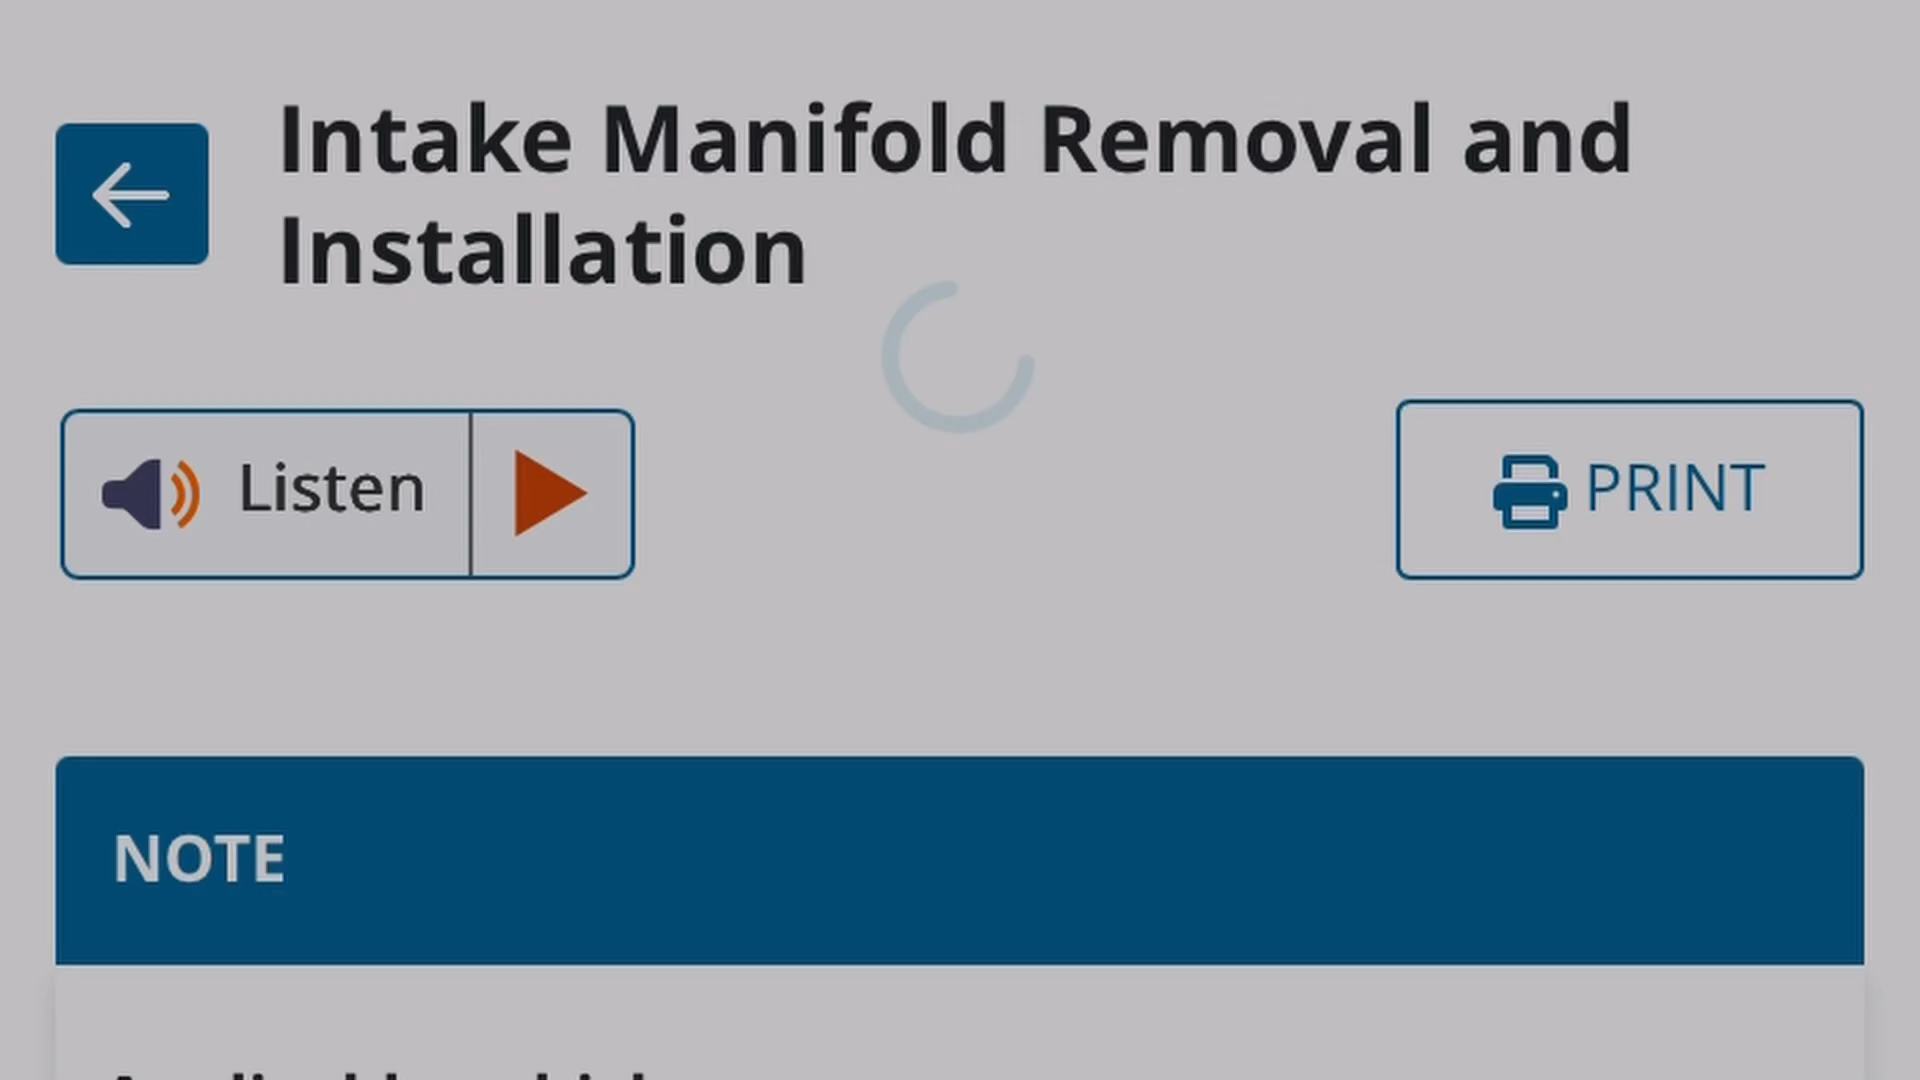 Intake Manifold Removal and
Installation
Listen
PRINT
NOTE